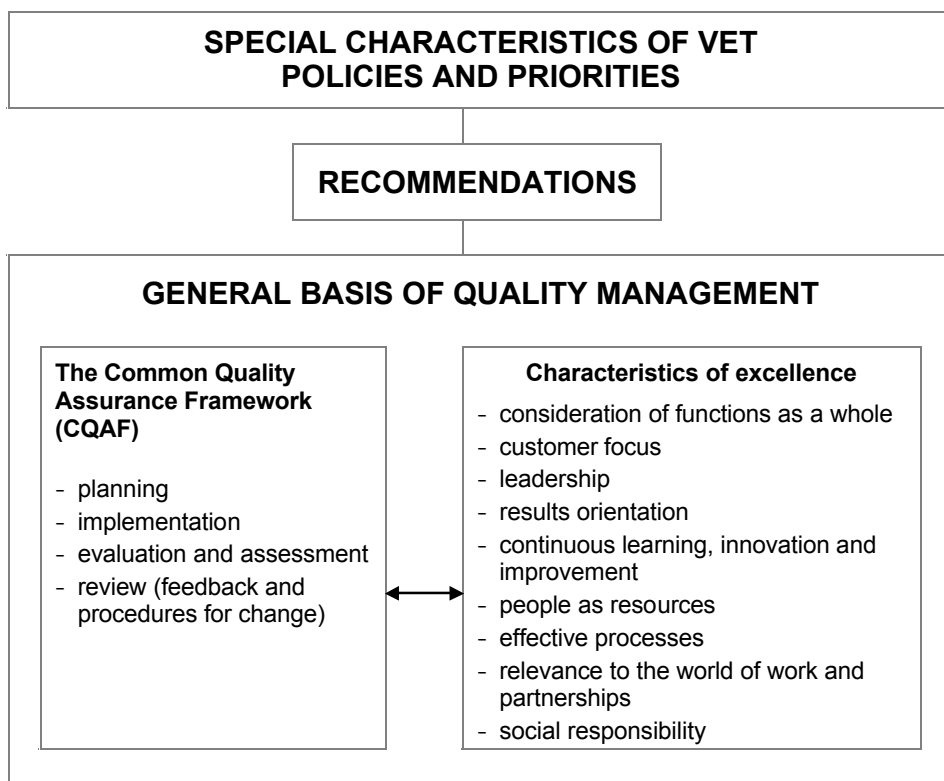 SPECIAL CHARACTERISTICS OF VET
POLICIES AND PRIORITIES
RECOMMENDATIONS
GENERAL BASIS OF QUALITY MANAGEMENT
The Common Quality
Assurance Framework
(CQAF)
- planning
- implementation
- evaluation and assessment
- review (feedback and
procedures for change)
Characteristics of excellence
- consideration of functions as a whole
- customer focus
- leadership
- results orientation
- continuous learning, innovation and
improvement
- people as resources
- effective processes
- relevance to the world of work and
partnerships
- social responsibility